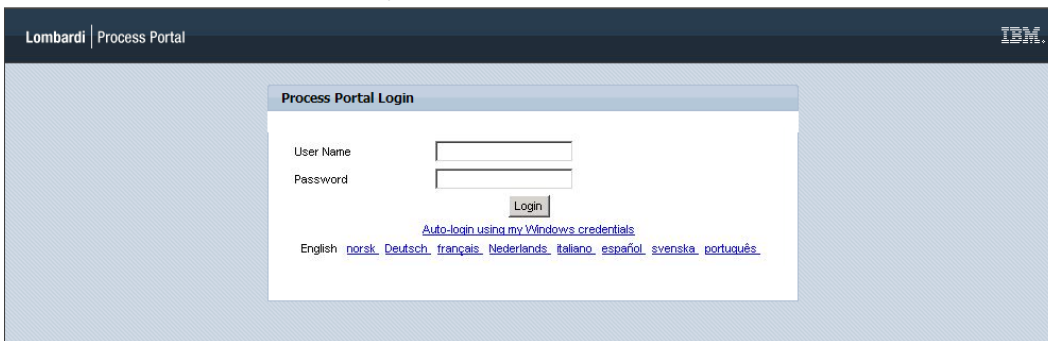 Lombardi | Process Portal
IBM.
Process Portal Login
User Name
Password
Login
Auto-login using my Windows credentials
English norsk Deutsch français Nederlands italiano español svenska português